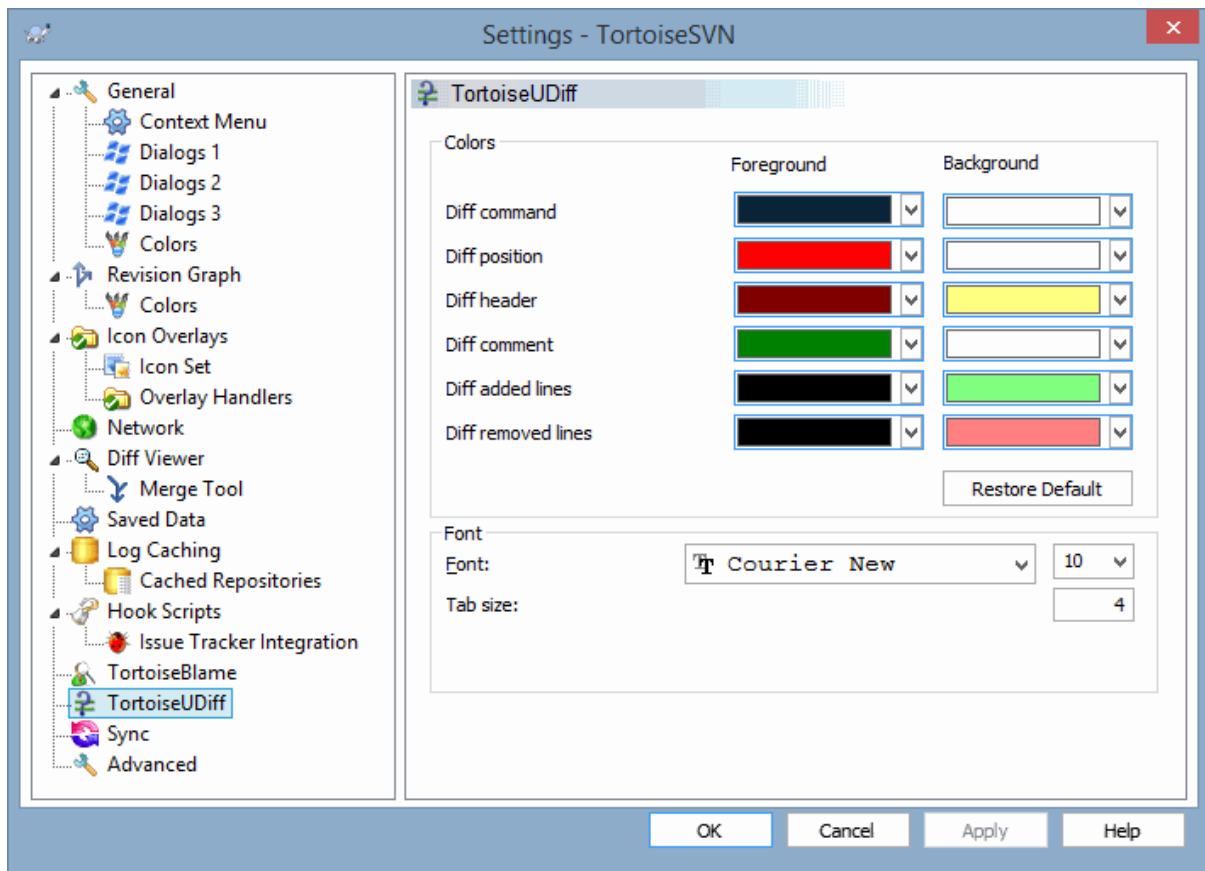 Settings - TortoiseSVN
General
Context Menu
Dialogs 1
Dialogs 2
Dialogs 3
Colors
Revision Graph
Colors
Icon Overlays
Icon Set
Overlay Handlers
Network
Diff Viewer
Merge Tool
Saved Data
Log Caching
Cached Repositories
Hook Scripts
Issue Tracker Integration
TortoiseBlame
TortoiseUDiff
Sync
Advanced
TortoiseUDiff
Colors
Foreground Background
Diff command
Diff position
Diff header
Diff comment
Diff added lines
Diff removed lines
Restore Default
Font
Font: Courier New 10
Tab size: 4
OK Cancel Apply Help